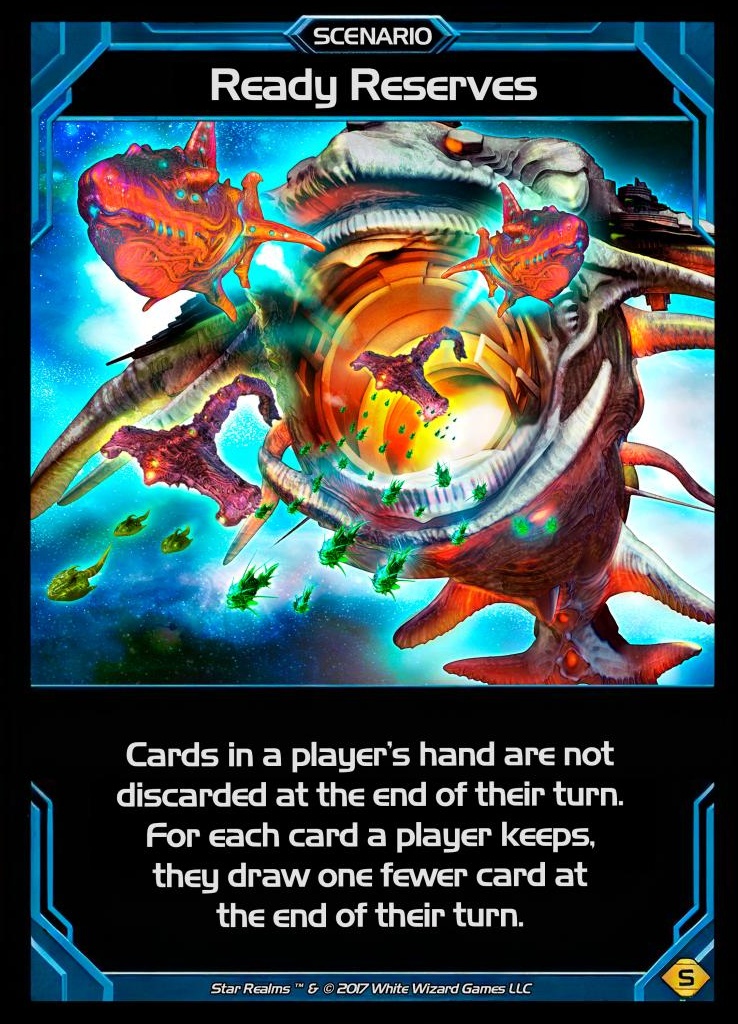 SCENARIO
Ready Reserves
Cards in a player's hand are not
discarded at the end of their turn.
For each card a player keeps,
they draw one fewer card at
the end of their turn.
Star Realms ™ & © 2017 White Wizard Games LLC
S